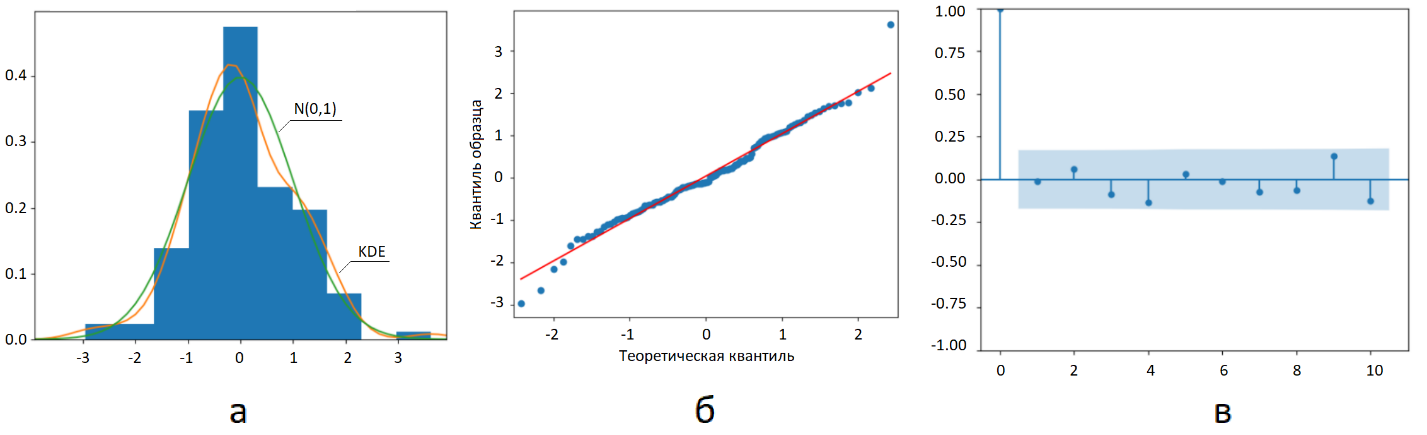 0.4
0.3
0.2
0.1
0.0
N(0,1)
KDE
-3 -2 -1 0 1 2 3
а
Квантиль образца
3
2
1
0
-1
-2
-3
-2 -1 0 1 2
Теоретическая квантиль
б
1.00
0.75
0.50
0.25
0.00
-0.25
-0.50
-0.75
-1.00
0 2 4 6 8 10
в